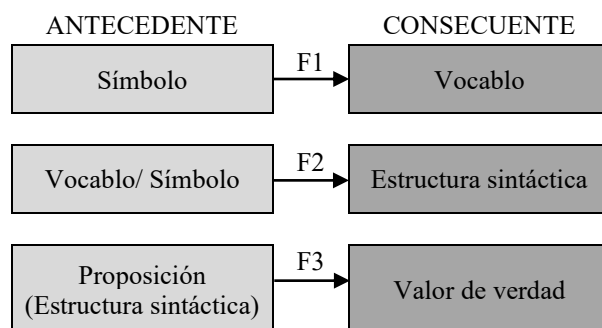 ANTECEDENTE CONSECUENTE
Símbolo F1 Vocablo
Vocablo/ Símbolo F2 Estructura sintáctica
Proposición
(Estructura sintáctica) F3 Valor de verdad